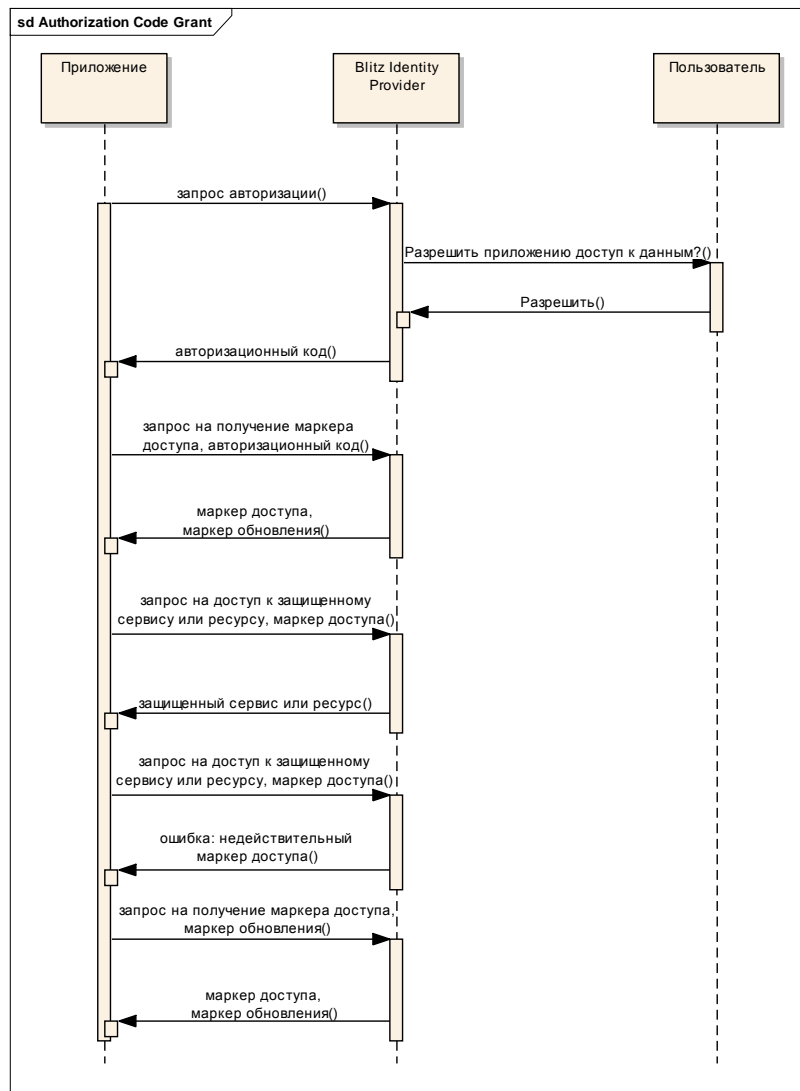 sd Authorization Code Grant
Приложение
Blitz Identity
Provider
Пользователь
запрос авторизации()
Разрешить приложению доступ к данным?()
Разрешить()
авторизационный код()
запрос на получение маркера
доступа, авторизационный код()
маркер доступа,
маркер обновления()
запрос на доступ к защищенному
сервису или ресурсу, маркер доступа()
защищенный сервис или ресурс()
запрос на доступ к защищенному
сервису или ресурсу, маркер доступа()
ошибка: недействительный
маркер доступа()
запрос на получение маркера доступа,
маркер обновления()
маркер доступа,
маркер обновления()